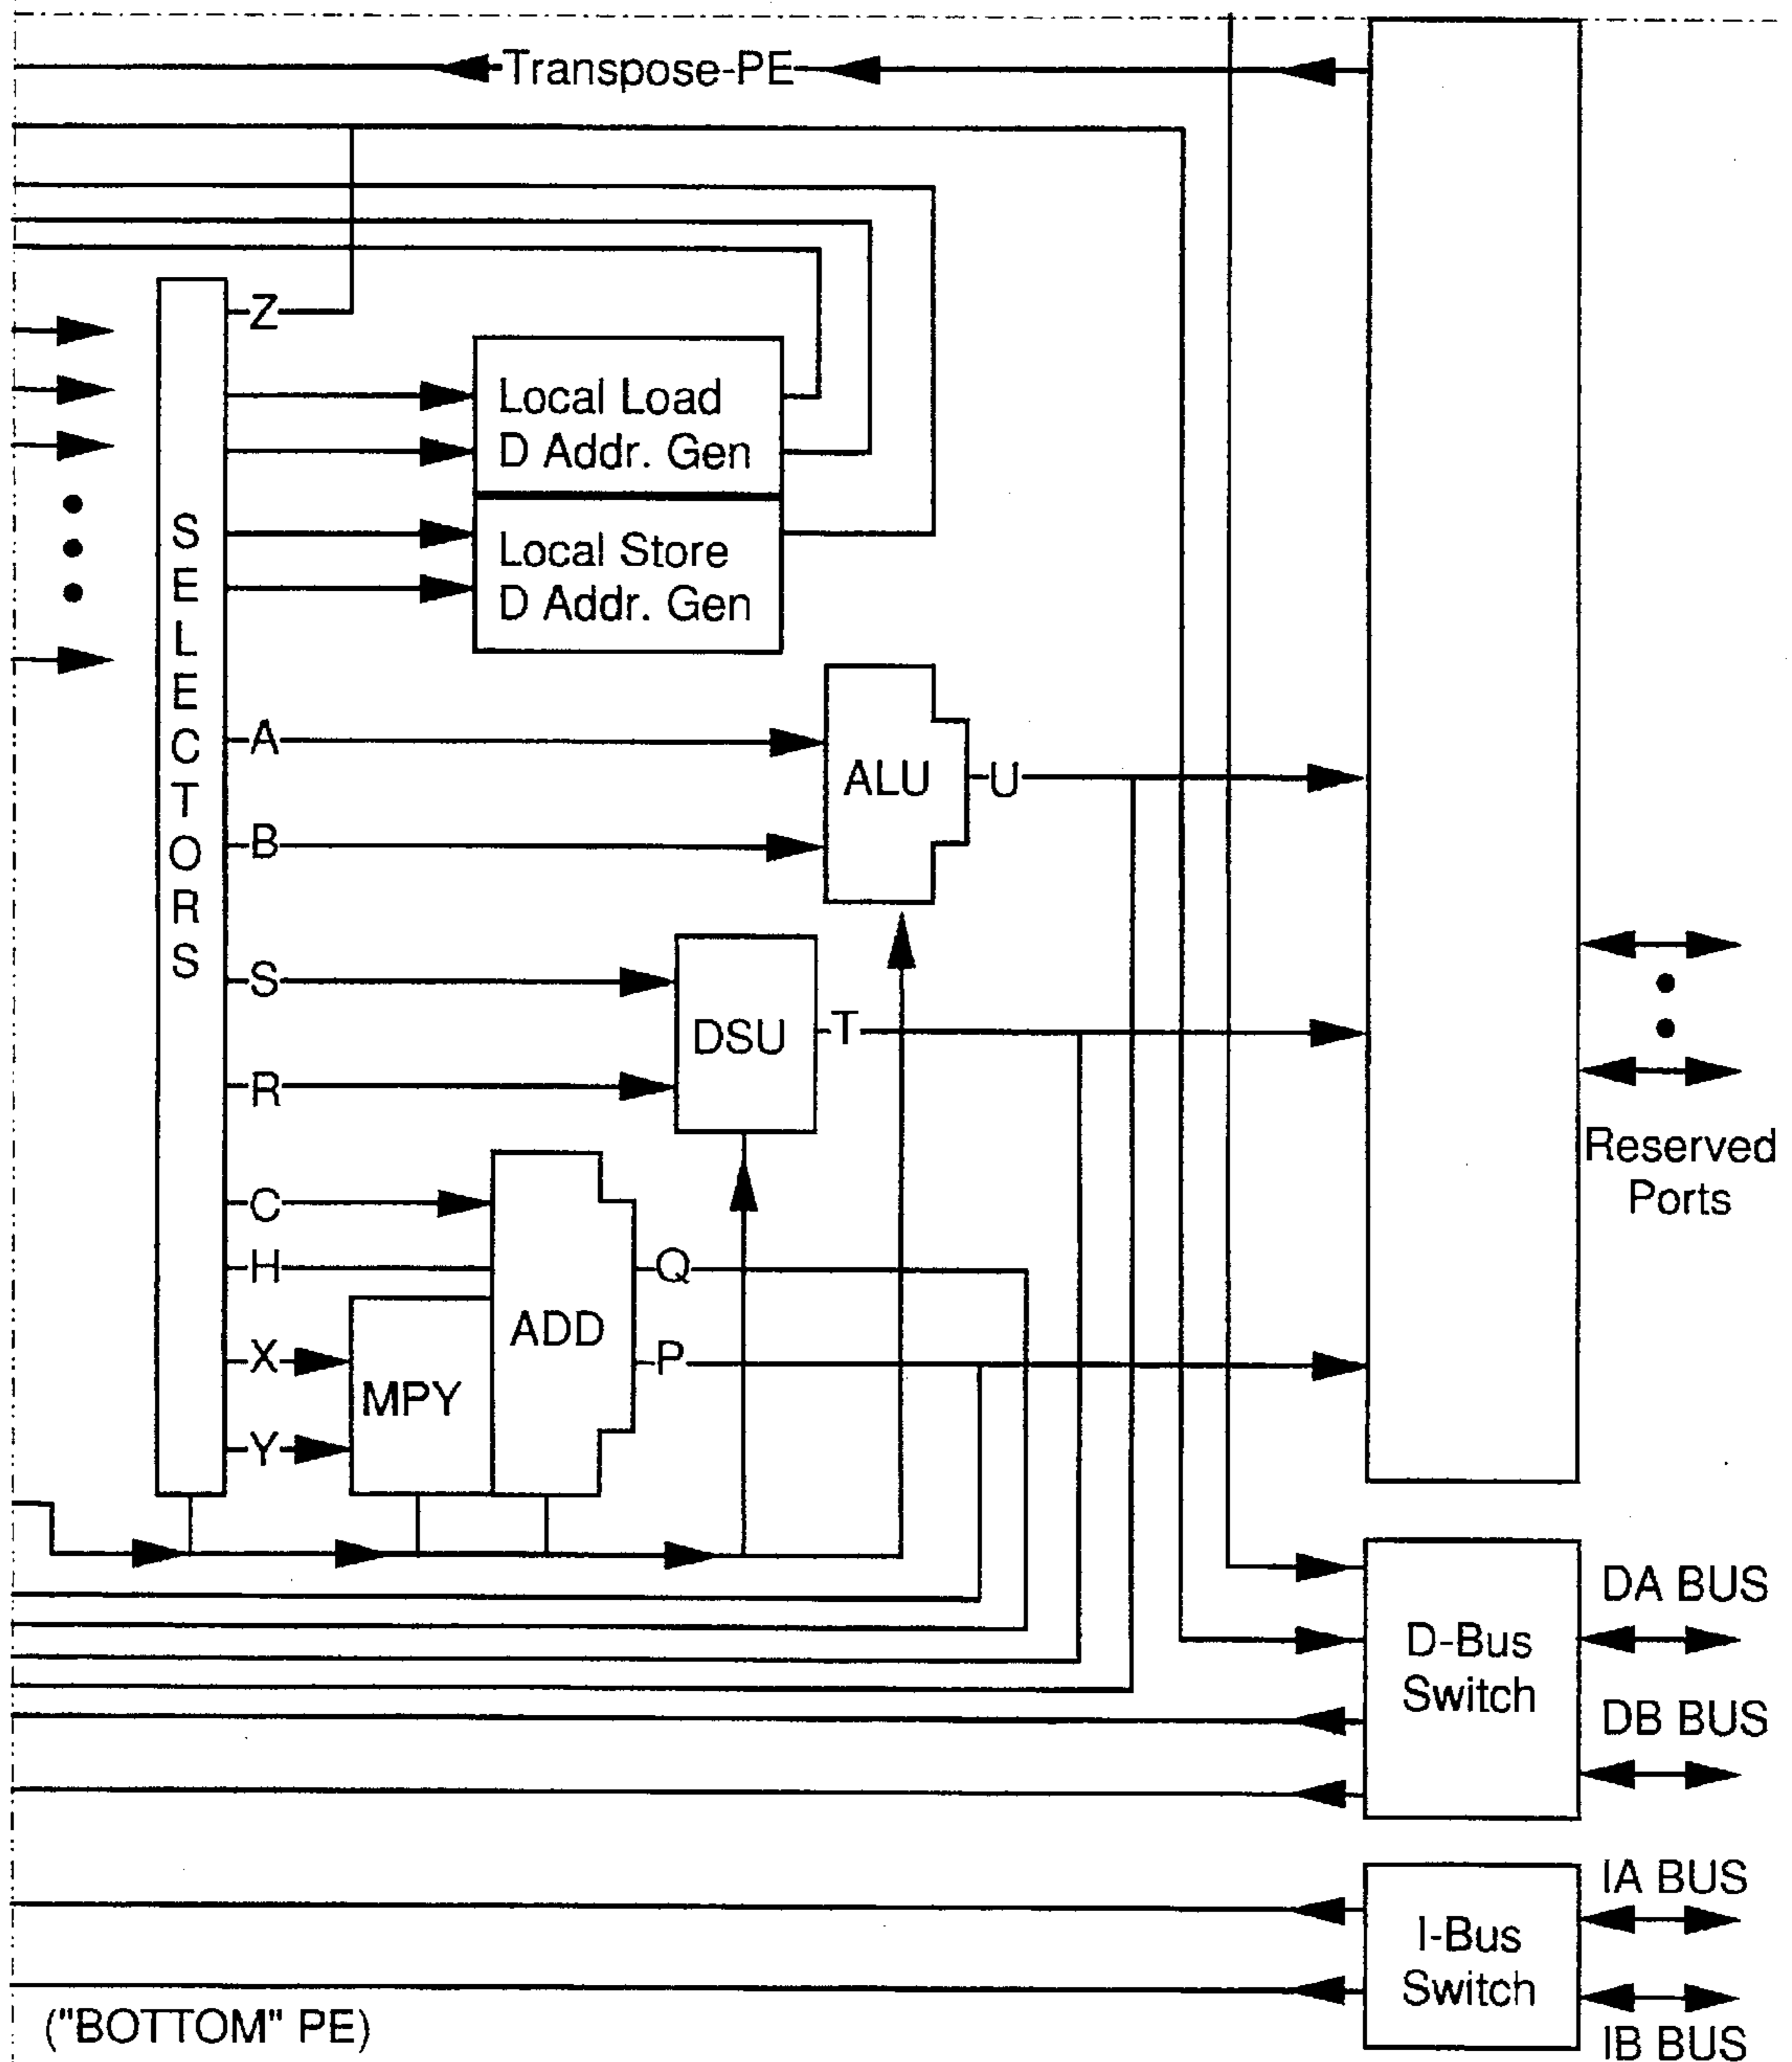 Transpose-PE
Z
Local Load
D Addr. Gen
SELECTORS
Local Store
D Addr. Gen
A
ALU
U
B
S
DSU
T
R
Reserved
Ports
C
H
Q
ADD
X
P
MPY
Y
DA BUS
D-Bus
Switch
DB BUS
IA BUS
I-Bus
Switch
("BOTTOM" PE)
IB BUS